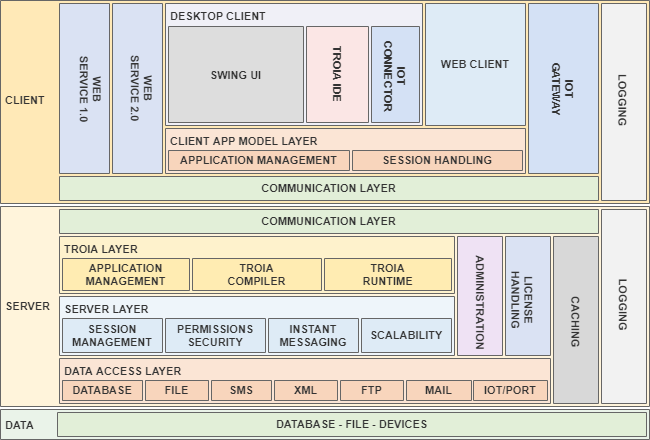 CLIENT
WEB
SERVICE 1.0
WEB
SERVICE 2.0
DESKTOP CLIENT
SWING UI
TROIA IDE
IOT
CONNECTOR
WEB CLIENT
IOT
GATEWAY
LOGGING
CLIENT APP MODEL LAYER
APPLICATION MANAGEMENT
SESSION HANDLING
COMMUNICATION LAYER
SERVER
COMMUNICATION LAYER
TROIA LAYER
APPLICATION
MANAGEMENT
TROIA
COMPILER
TROIA
RUNTIME
SERVER LAYER
SESSION
MANAGEMENT
PERMISSIONS
SECURITY
INSTANT
MESSAGING
SCALABILITY
ADMINISTRATION
LICENSE
HANDLING
CACHING
LOGGING
DATA ACCESS LAYER
DATABASE
FILE
SMS
XML
FTP
MAIL
IOT/PORT
DATA
DATABASE - FILE - DEVICES